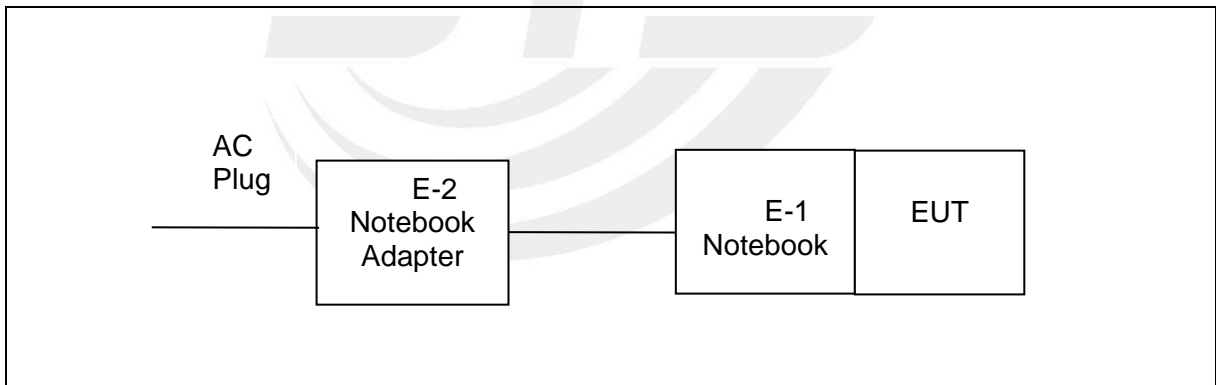 AC
Plug
E-2
Notebook
Adapter
E-1
Notebook
EUT